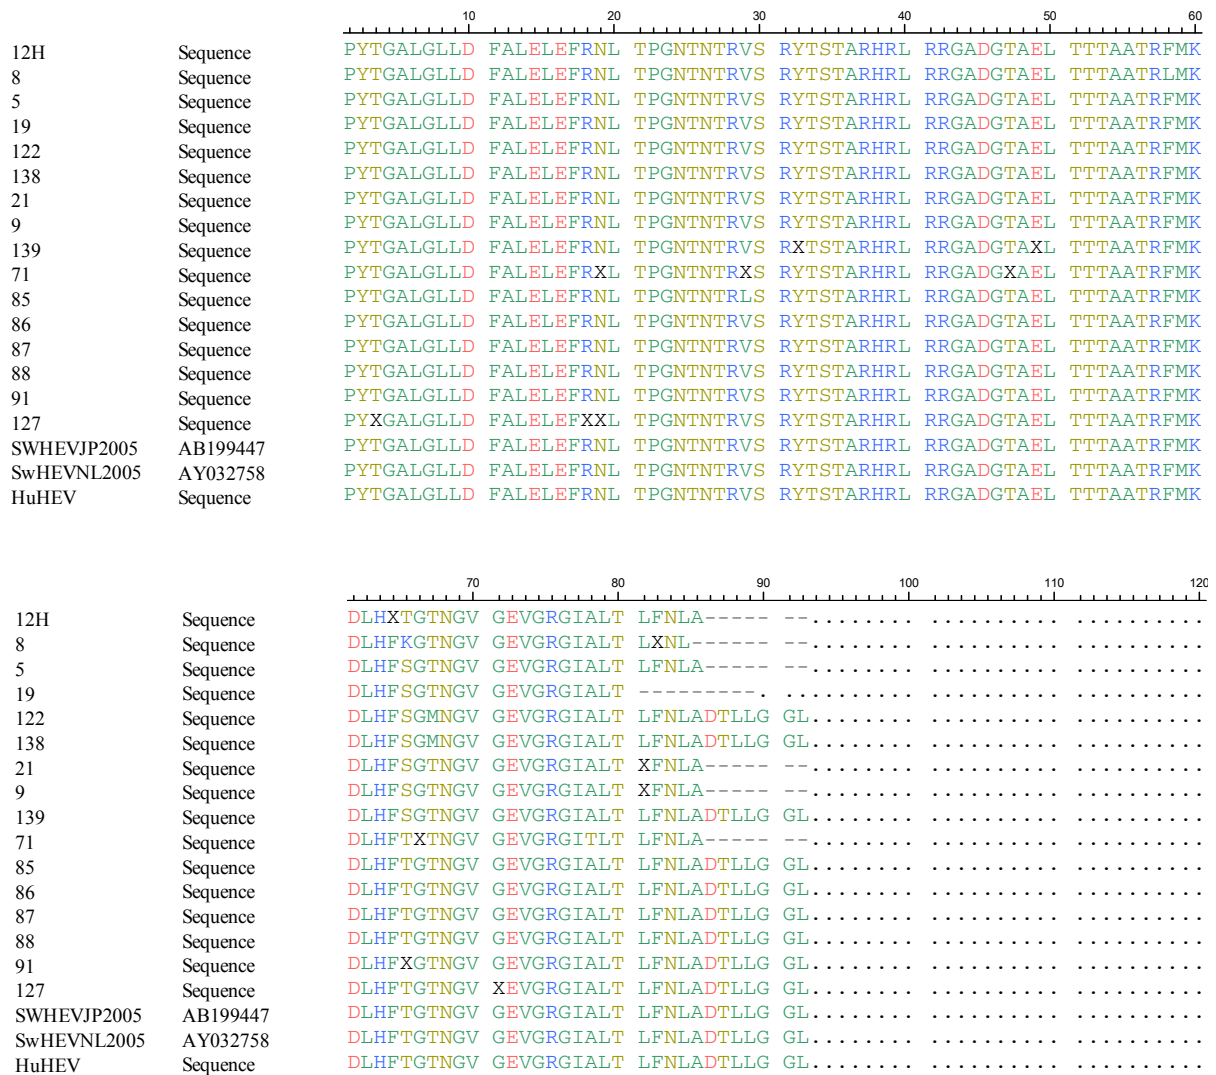 10 20 30 40 50 60
12H Sequence PYTGALGLLD FALELEFRNL TPGNTNTRVS RYTSTARHRL RRGADGTAEL TTTAATRFMK
8 Sequence PYTGALGLLD FALELEFRNL TPGNTNTRVS RYTSTARHRL RRGADGTAEL TTTAATRLMK
5 Sequence PYTGALGLLD FALELEFRNL TPGNTNTRVS RYTSTARHRL RRGADGTAEL TTTAATRFMK
19 Sequence PYTGALGLLD FALELEFRNL TPGNTNTRVS RYTSTARHRL RRGADGTAEL TTTAATRFMK
122 Sequence PYTGALGLLD FALELEFRNL TPGNTNTRVS RYTSTARHRL RRGADGTAEL TTTAATRFMK
138 Sequence PYTGALGLLD FALELEFRNL TPGNTNTRVS RYTSTARHRL RRGADGTAEL TTTAATRFMK
21 Sequence PYTGALGLLD FALELEFRNL TPGNTNTRVS RYTSTARHRL RRGADGTAEL TTTAATRFMK
9 Sequence PYTGALGLLD FALELEFRNL TPGNTNTRVS RYTSTARHRL RRGADGTAEL TTTAATRFMK
139 Sequence PYTGALGLLD FALELEFRNL TPGNTNTRVS RXTSTARHRL RRGADGTAXL TTTAATRFMK
71 Sequence PYTGALGLLD FALELEFRXL TPGNTNTRXS RYTSTARHRL RRGADGXAEL TTTAATRFMK
85 Sequence PYTGALGLLD FALELEFRNL TPGNTNTRLS RYTSTARHRL RRGADGTAEL TTTAATRFMK
86 Sequence PYTGALGLLD FALELEFRNL TPGNTNTRVS RYTSTARHRL RRGADGTAEL TTTAATRFMK
87 Sequence PYTGALGLLD FALELEFRNL TPGNTNTRVS RYTSTARHRL RRGADGTAEL TTTAATRFMK
88 Sequence PYTGALGLLD FALELEFRNL TPGNTNTRVS RYTSTARHRL RRGADGTAEL TTTAATRFMK
91 Sequence PYTGALGLLD FALELEFRNL TPGNTNTRVS RYTSTARHRL RRGADGTAEL TTTAATRFMK
127 Sequence PYXGALGLLD FALELEFXXL TPGNTNTRVS RYTSTARHRL RRGADGTAEL TTTAATRFMK
SWHEVJP2005 AB199447 PYTGALGLLD FALELEFRNL TPGNTNTRVS RYTSTARHRL RRGADGTAEL TTTAATRFMK
SwHEVNL2005 AY032758 PYTGALGLLD FALELEFRNL TPGNTNTRVS RYTSTARHRL RRGADGTAEL TTTAATRFMK
HuHEV Sequence PYTGALGLLD FALELEFRNL TPGNTNTRVS RYTSTARHRL RRGADGTAEL TTTAATRFMK
70 80 90 100 110 120
12H Sequence DLHXTGTNGV GEVGRGIALT LFNLA----- --........ .......... ..........
8 Sequence DLHFKGTNGV GEVGRGIALT LXNL------ --........ .......... ..........
5 Sequence DLHFSGTNGV GEVGRGIALT LFNLA----- --........ .......... ..........
19 Sequence DLHFSGTNGV GEVGRGIALT ---------. .......... .......... ..........
122 Sequence DLHFSGMNGV GEVGRGIALT LFNLADTLLG GL........ .......... ..........
138 Sequence DLHFSGMNGV GEVGRGIALT LFNLADTLLG GL........ .......... ..........
21 Sequence DLHFSGTNGV GEVGRGIALT XFNLA----- --........ .......... ..........
9 Sequence DLHFSGTNGV GEVGRGIALT XFNLA----- --........ .......... ..........
139 Sequence DLHFSGTNGV GEVGRGIALT LFNLADTLLG GL........ .......... ..........
71 Sequence DLHFTXTNGV GEVGRGITLT LFNLA----- --........ .......... ..........
85 Sequence DLHFTGTNGV GEVGRGIALT LFNLADTLLG GL........ .......... ..........
86 Sequence DLHFTGTNGV GEVGRGIALT LFNLADTLLG GL........ .......... ..........
87 Sequence DLHFTGTNGV GEVGRGIALT LFNLADTLLG GL........ .......... ..........
88 Sequence DLHFTGTNGV GEVGRGIALT LFNLADTLLG GL........ .......... ..........
91 Sequence DLHFXGTNGV GEVGRGIALT LFNLADTLLG GL........ .......... ..........
127 Sequence DLHFTGTNGV XEVGRGIALT LFNLADTLLG GL........ .......... ..........
SWHEVJP2005 AB199447 DLHFTGTNGV GEVGRGIALT LFNLADTLLG GL........ .......... ..........
SwHEVNL2005 AY032758 DLHFTGTNGV GEVGRGIALT LFNLADTLLG GL........ .......... ..........
HuHEV Sequence DLHFTGTNGV GEVGRGIALT LFNLADTLLG GL........ .......... ..........